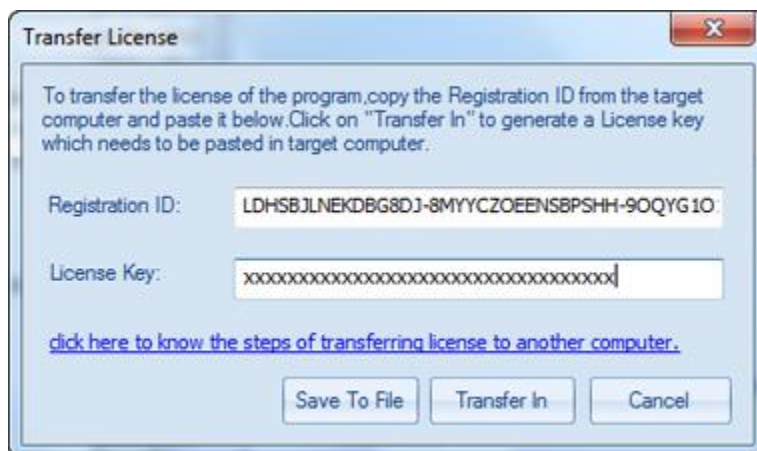 Transfer License
To transfer the license of the program,copy the Registration ID from the target
computer and paste it below.Click on "Transfer In" to generate a License key
which needs to be pasted in target computer.
Registration ID: LDHSBJLNEKDBG8DJ-8MYYCZOEENSBPSHH-9OQYG1O
License Key: xxxxxxxxxxxxxxxxxxxxxxxxxxxxxxxxxx
click here to know the steps of transferring license to another computer.
Save To File Transfer In Cancel